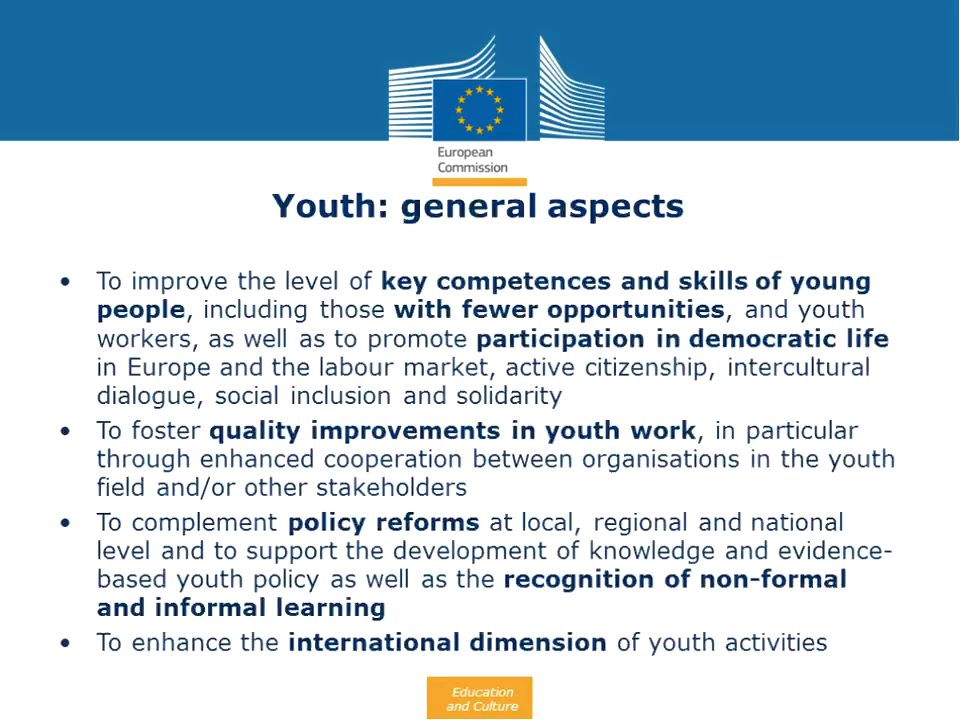 European
Commission
Youth: general aspects
• To improve the level of key competences and skills of young
people, including those with fewer opportunities, and youth
workers, as well as to promote participation in democratic life
in Europe and the labour market, active citizenship, intercultural
dialogue, social inclusion and solidarity
• To foster quality improvements in youth work, in particular
through enhanced cooperation between organisations in the youth
field and/or other stakeholders
• To complement policy reforms at local, regional and national
level and to support the development of knowledge and evidence-
based youth policy as well as the recognition of non-formal
and informal learning
• To enhance the international dimension of youth activities
Education
and Culture